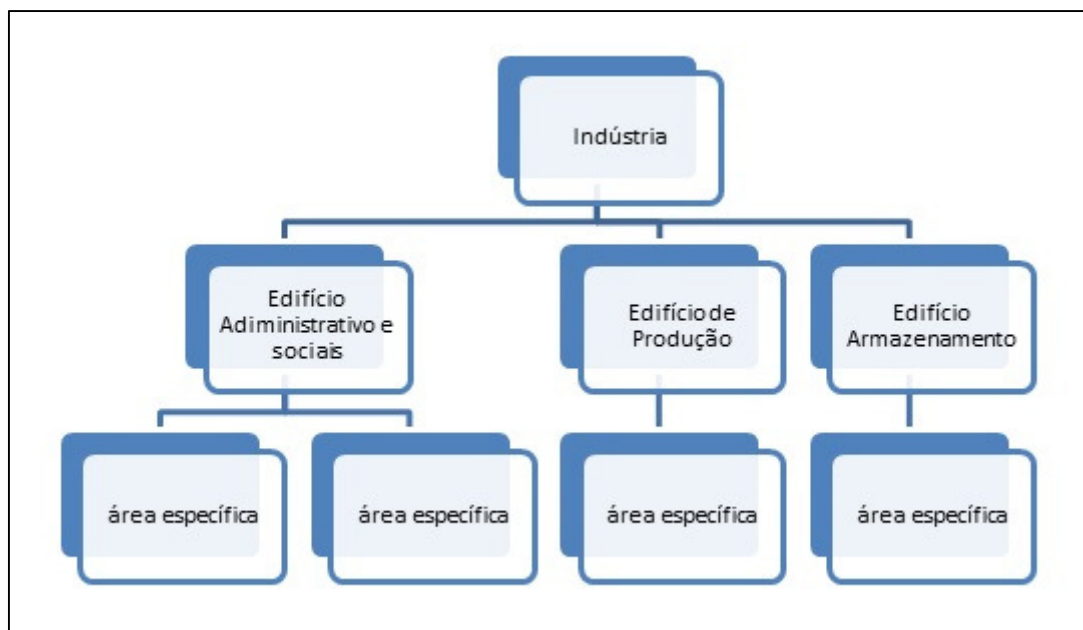 Indústria
Edifício
Adiministrativo e
sociais
Edifício de
Produção
Edifício
Armazenamento
área específica
área específica
área específica
área específica